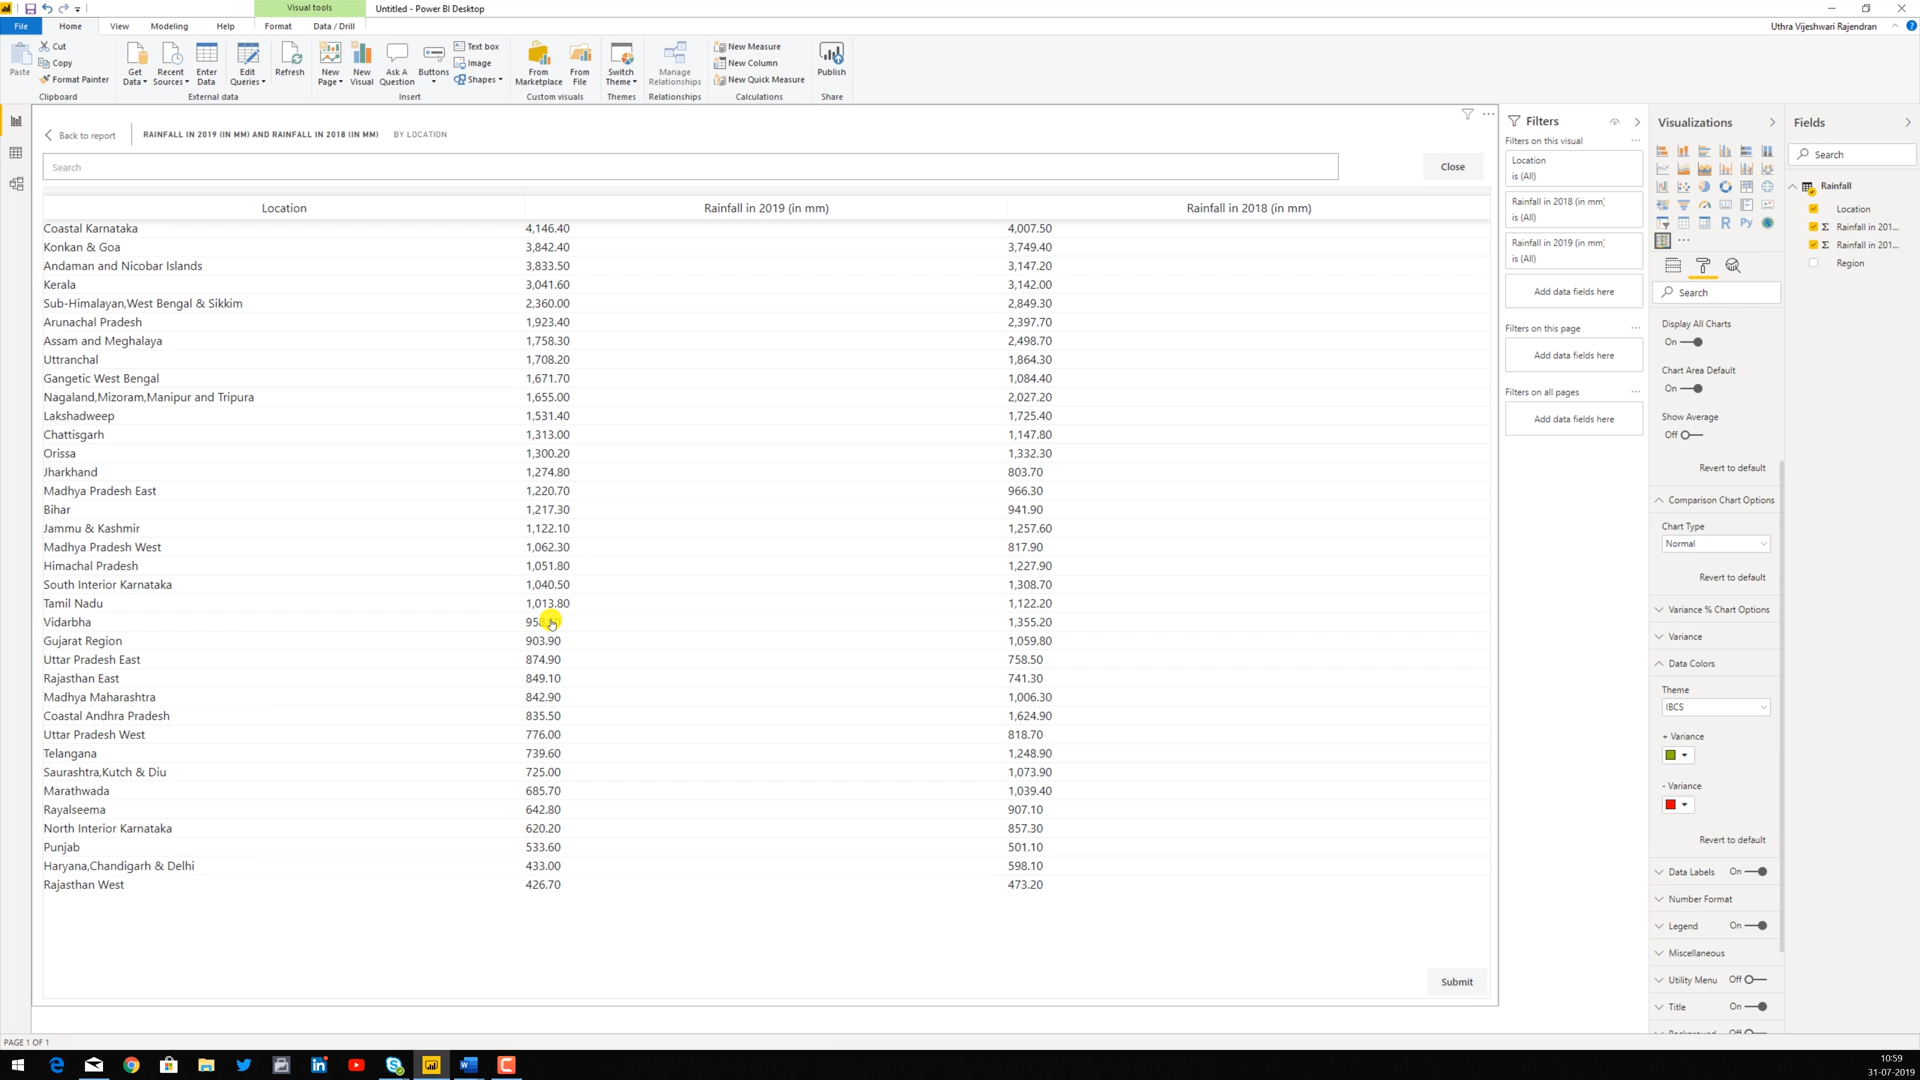 Visual tools
Untitled - Power BI Desktop
File Home View Modeling Help Format Data / Drill
Uthra Vijeshwari Rajendran
Paste
Cut
Copy
Format Painter
Clipboard
Get Data
Recent Sources
Enter Data
Edit Queries
Refresh
External data
New Page
New Visual
Ask A Question
Buttons
Text box
Image
Shapes
Insert
From Marketplace
From File
Custom visuals
Switch Theme
Themes
Manage Relationships
Relationships
New Measure
New Column
New Quick Measure
Calculations
Publish
Share
Back to report
RAINFALL IN 2019 (IN MM) AND RAINFALL IN 2018 (IN MM) BY LOCATION
Search
Close
Location Rainfall in 2019 (in mm) Rainfall in 2018 (in mm)
Coastal Karnataka 4,146.40 4,007.50
Konkan & Goa 3,842.40 3,749.40
Andaman and Nicobar Islands 3,833.50 3,147.20
Kerala 3,041.60 3,142.00
Sub-Himalayan,West Bengal & Sikkim 2,360.00 2,849.30
Arunachal Pradesh 1,923.40 2,397.70
Assam and Meghalaya 1,758.30 2,498.70
Uttranchal 1,708.20 1,864.30
Gangetic West Bengal 1,671.70 1,084.40
Nagaland,Mizoram,Manipur and Tripura 1,655.00 2,027.20
Lakshadweep 1,531.40 1,725.40
Chattisgarh 1,313.00 1,147.80
Orissa 1,300.20 1,332.30
Jharkhand 1,274.80 803.70
Madhya Pradesh East 1,220.70 966.30
Bihar 1,217.30 941.90
Jammu & Kashmir 1,122.10 1,257.60
Madhya Pradesh West 1,062.30 817.90
Himachal Pradesh 1,051.80 1,227.90
South Interior Karnataka 1,040.50 1,308.70
Tamil Nadu 1,013.80 1,122.20
Vidarbha 1,355.20
Gujarat Region 903.90 1,059.80
Uttar Pradesh East 874.90 758.50
Rajasthan East 849.10 741.30
Madhya Maharashtra 842.90 1,006.30
Coastal Andhra Pradesh 835.50 1,624.90
Uttar Pradesh West 776.00 818.70
Telangana 739.60 1,248.90
Saurashtra,Kutch & Diu 725.00 1,073.90
Marathwada 685.70 1,039.40
Rayalseema 642.80 907.10
North Interior Karnataka 620.20 857.30
Punjab 533.60 501.10
Haryana,Chandigarh & Delhi 433.00 598.10
Rajasthan West 426.70 473.20
Submit
Filters
Filters on this visual
Location
is (All)
Rainfall in 2018 (in mm)
is (All)
Rainfall in 2019 (in mm)
is (All)
Add data fields here
Filters on this page
Add data fields here
Filters on all pages
Add data fields here
Visualizations
R Py
Search
Display All Charts
On
Chart Area Default
On
Show Average
Off
Revert to default
Comparison Chart Options
Chart Type
Normal
Revert to default
Variance % Chart Options
Variance
Data Colors
Theme
IBCS
+ Variance
- Variance
Revert to default
Data Labels On
Number Format
Legend On
Miscellaneous
Utility Menu Off
Title On
Fields
Search
Rainfall
Location
Σ Rainfall in 201...
Σ Rainfall in 201...
Region
PAGE 1 OF 1
10:59
31-07-2019